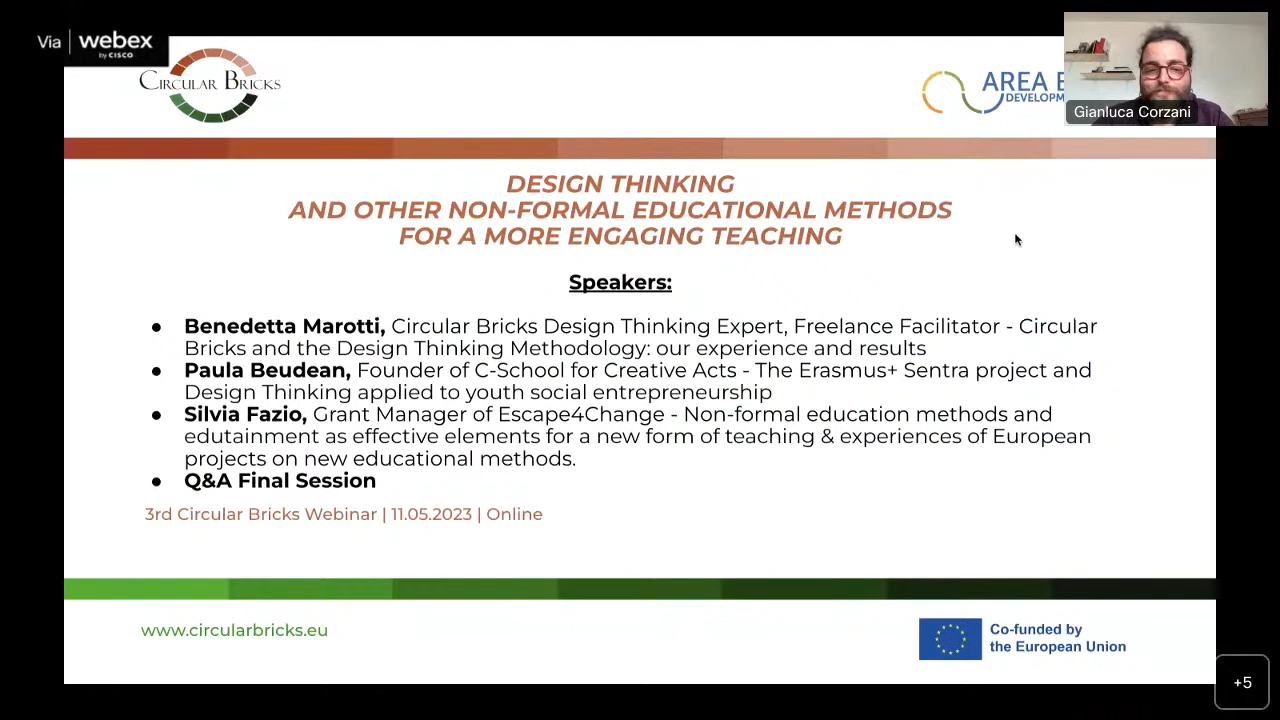 Via webex
by CISCO
CIRCULAR BRICKS
AREA
DEVELOPM
Gianluca Corzani
DESIGN THINKING
AND OTHER NON-FORMAL EDUCATIONAL METHODS
FOR A MORE ENGAGING TEACHING
Speakers:
● Benedetta Marotti, Circular Bricks Design Thinking Expert, Freelance Facilitator - Circular
Bricks and the Design Thinking Methodology: our experience and results
● Paula Beudean, Founder of C-School for Creative Acts - The Erasmus+ Sentra project and
Design Thinking applied to youth social entrepreneurship
● Silvia Fazio, Grant Manager of Escape4Change - Non-formal education methods and
edutainment as effective elements for a new form of teaching & experiences of European
projects on new educational methods.
● Q&A Final Session
3rd Circular Bricks Webinar | 11.05.2023 | Online
www.circularbricks.eu
Co-funded by
the European Union
+5